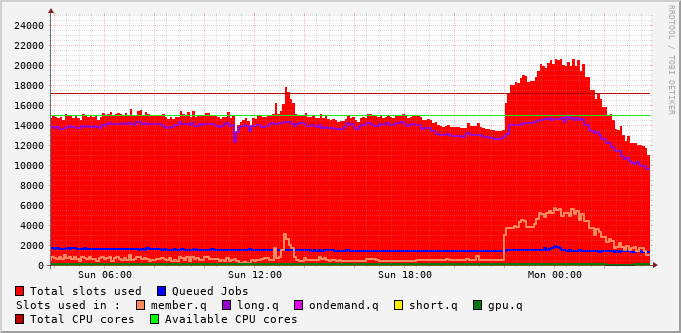 24000
22000
20000
18000
16000
14000
12000
10000
8000
6000
4000
2000
0
Sun 06:00 Sun 12:00 Sun 18:00 Mon 00:00
RRDTOOL / TOBI OETIKER
Total slots used Queued Jobs
Slots used in : member.q long.q ondemand.q short.q gpu.q
Total CPU cores Available CPU cores